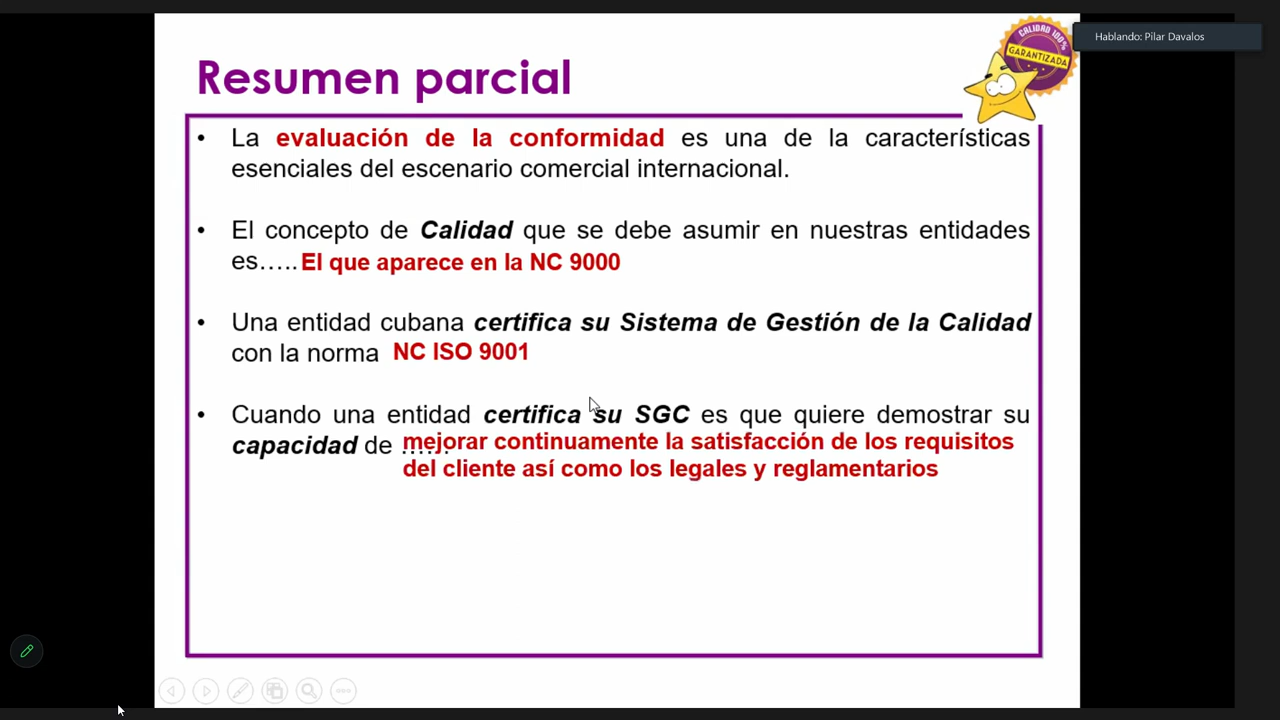 Hablando: Pilar Davalos
CALIDAD 100%
GARANTIZADA
Resumen parcial
• La evaluación de la conformidad es una de la características
esenciales del escenario comercial internacional.
• El concepto de Calidad que se debe asumir en nuestras entidades
es….. El que aparece en la NC 9000
• Una entidad cubana certifica su Sistema de Gestión de la Calidad
con la norma NC ISO 9001
• Cuando una entidad certifica su SGC es que quiere demostrar su
capacidad de …… mejorar continuamente la satisfacción de los requisitos
del cliente así como los legales y reglamentarios